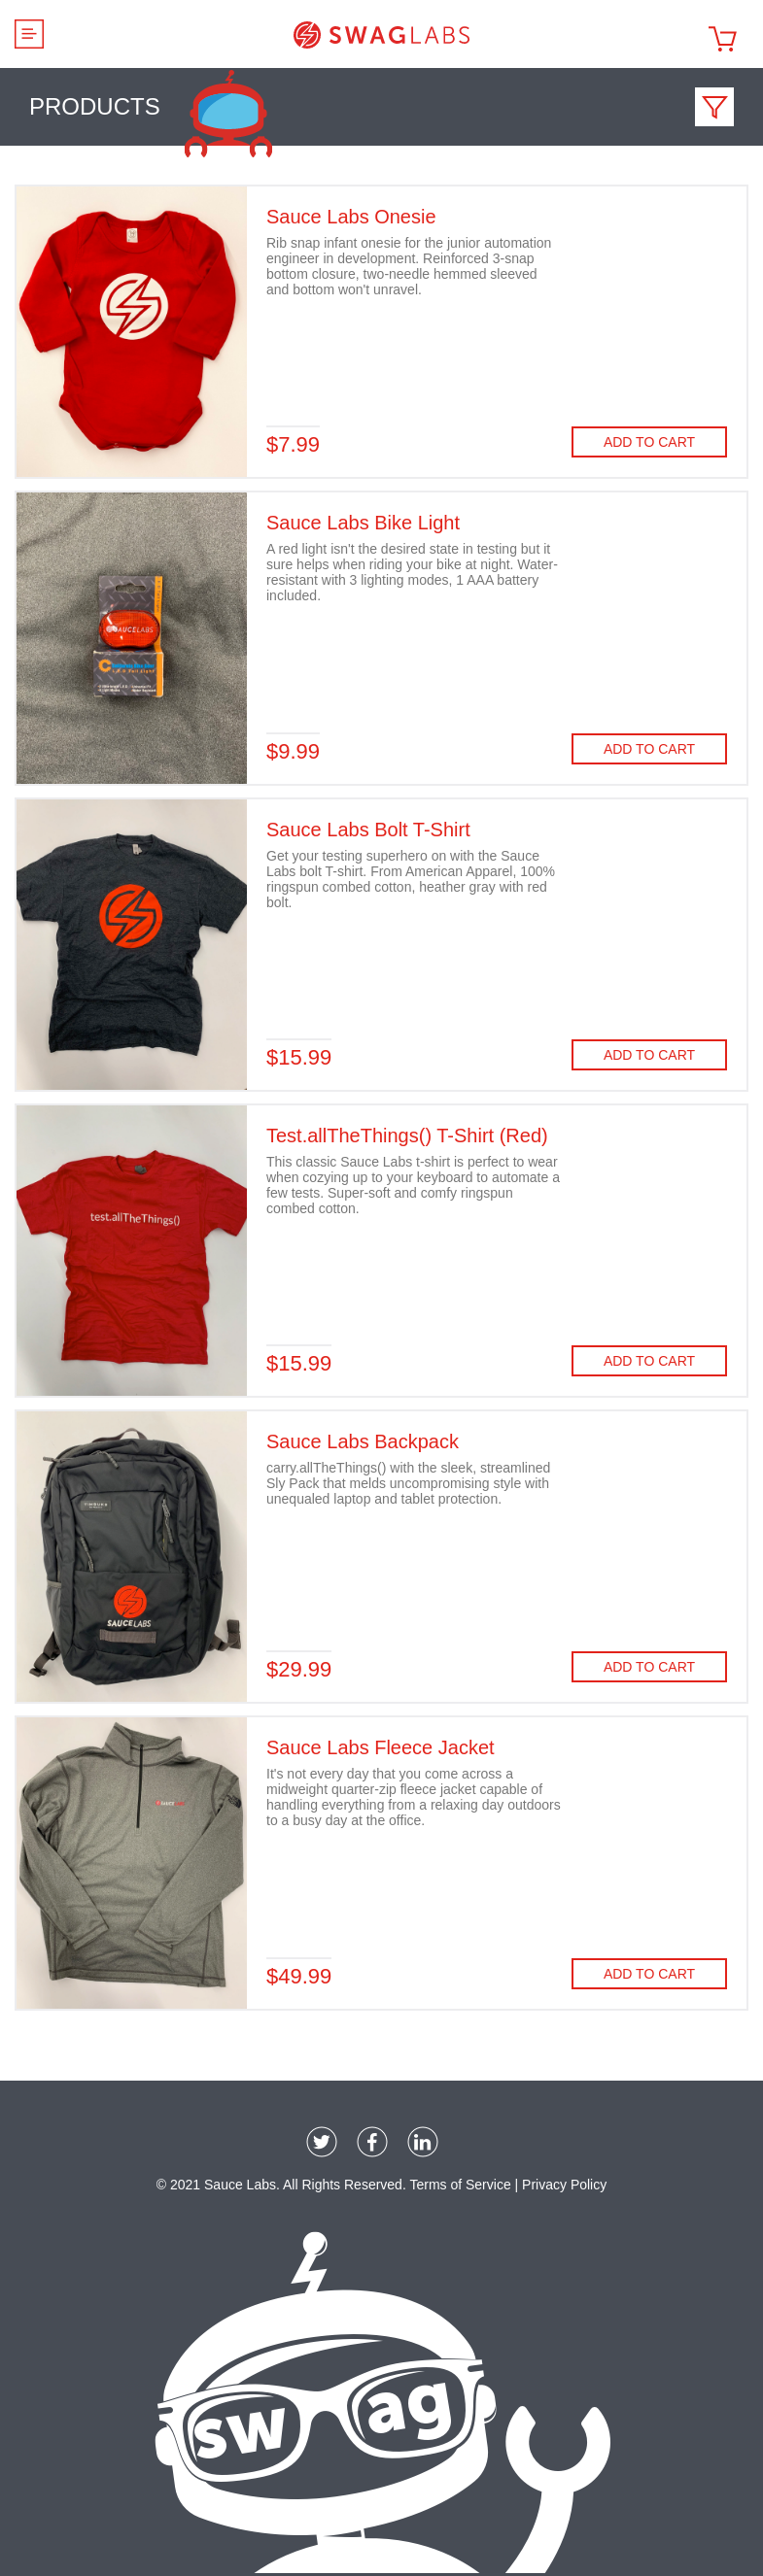 SWAGLABS
PRODUCTS
Sauce Labs Onesie
Rib snap infant onesie for the junior automation
engineer in development. Reinforced 3-snap
bottom closure, two-needle hemmed sleeved
and bottom won't unravel.
$7.99
ADD TO CART
Sauce Labs Bike Light
A red light isn't the desired state in testing but it
sure helps when riding your bike at night. Water-
resistant with 3 lighting modes, 1 AAA battery
included.
SAUCELABS
$9.99
ADD TO CART
Sauce Labs Bolt T-Shirt
Get your testing superhero on with the Sauce
Labs bolt T-shirt. From American Apparel, 100%
ringspun combed cotton, heather gray with red
bolt.
$15.99
ADD TO CART
Test.allTheThings() T-Shirt (Red)
This classic Sauce Labs t-shirt is perfect to wear
when cozying up to your keyboard to automate a
few tests. Super-soft and comfy ringspun
combed cotton.
test.allTheThings()
$15.99
ADD TO CART
Sauce Labs Backpack
carry.allTheThings() with the sleek, streamlined
Sly Pack that melds uncompromising style with
unequaled laptop and tablet protection.
SAUCELABS
$29.99
ADD TO CART
Sauce Labs Fleece Jacket
It's not every day that you come across a
midweight quarter-zip fleece jacket capable of
handling everything from a relaxing day outdoors
to a busy day at the office.
$49.99
ADD TO CART
© 2021 Sauce Labs. All Rights Reserved. Terms of Service | Privacy Policy
swag